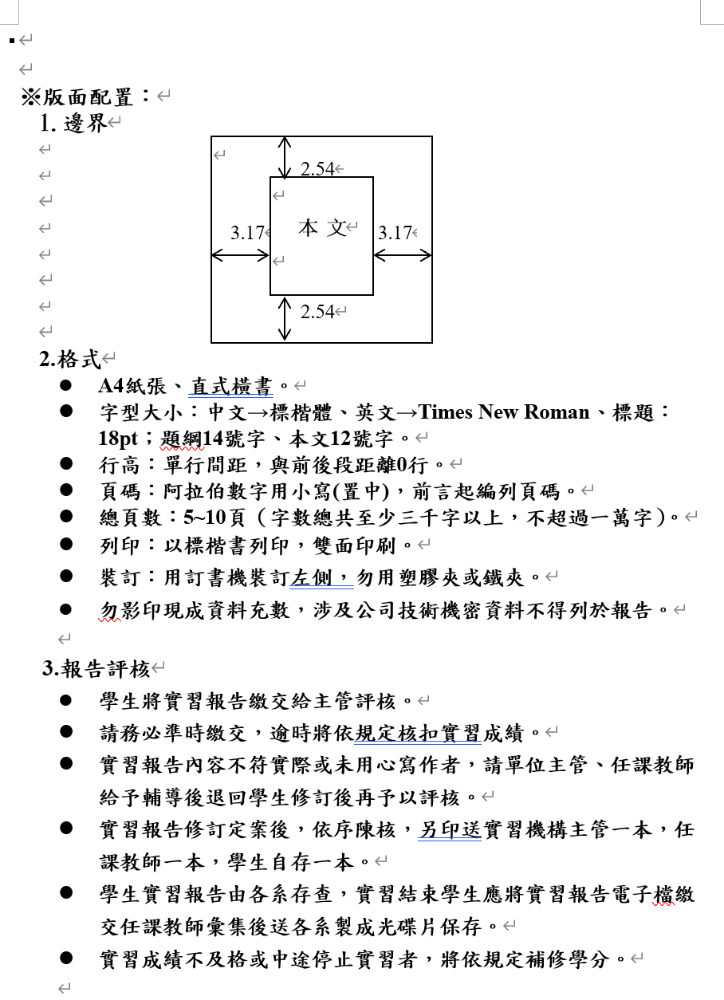 ※版面配置：
1. 邊界
2.54
3.17
本 文
3.17
2.54
2.格式
● A4紙張、直式橫書。
● 字型大小：中文→標楷體、英文→Times New Roman、標題：
18pt；題綱14號字、本文12號字。
● 行高：單行間距，與前後段距離0行。
● 頁碼：阿拉伯數字用小寫(置中)，前言起編列頁碼。
● 總頁數：5~10頁（字數總共至少三千字以上，不超過一萬字)。
● 列印：以標楷書列印，雙面印刷。
● 裝訂：用訂書機裝訂左側，勿用塑膠夾或鐵夾。
● 勿影印現成資料充數，涉及公司技術機密資料不得列於報告。
3.報告評核
● 學生將實習報告繳交給主管評核。
● 請務必準時繳交，逾時將依規定核扣實習成績。
● 實習報告內容不符實際或未用心寫作者，請單位主管、任課教師
給予輔導後退回學生修訂後再予以評核。
● 實習報告修訂定案後，依序陳核，另印送實習機構主管一本，任
課教師一本，學生自存一本。
● 學生實習報告由各系存查，實習結束學生應將實習報告電子檔繳
交任課教師彙集後送各系製成光碟片保存。
● 實習成績不及格或中途停止實習者，將依規定補修學分。